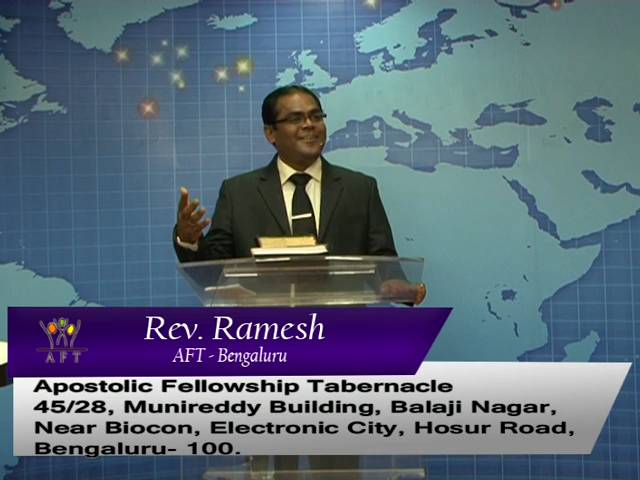 Rev. Ramesh
AFT
AFT - Bengaluru
Apostolic Fellowship Tabernacle
45/28, Munireddy Building, Balaji Nagar,
Near Biocon, Electronic City, Hosur Road,
Bengaluru- 100.